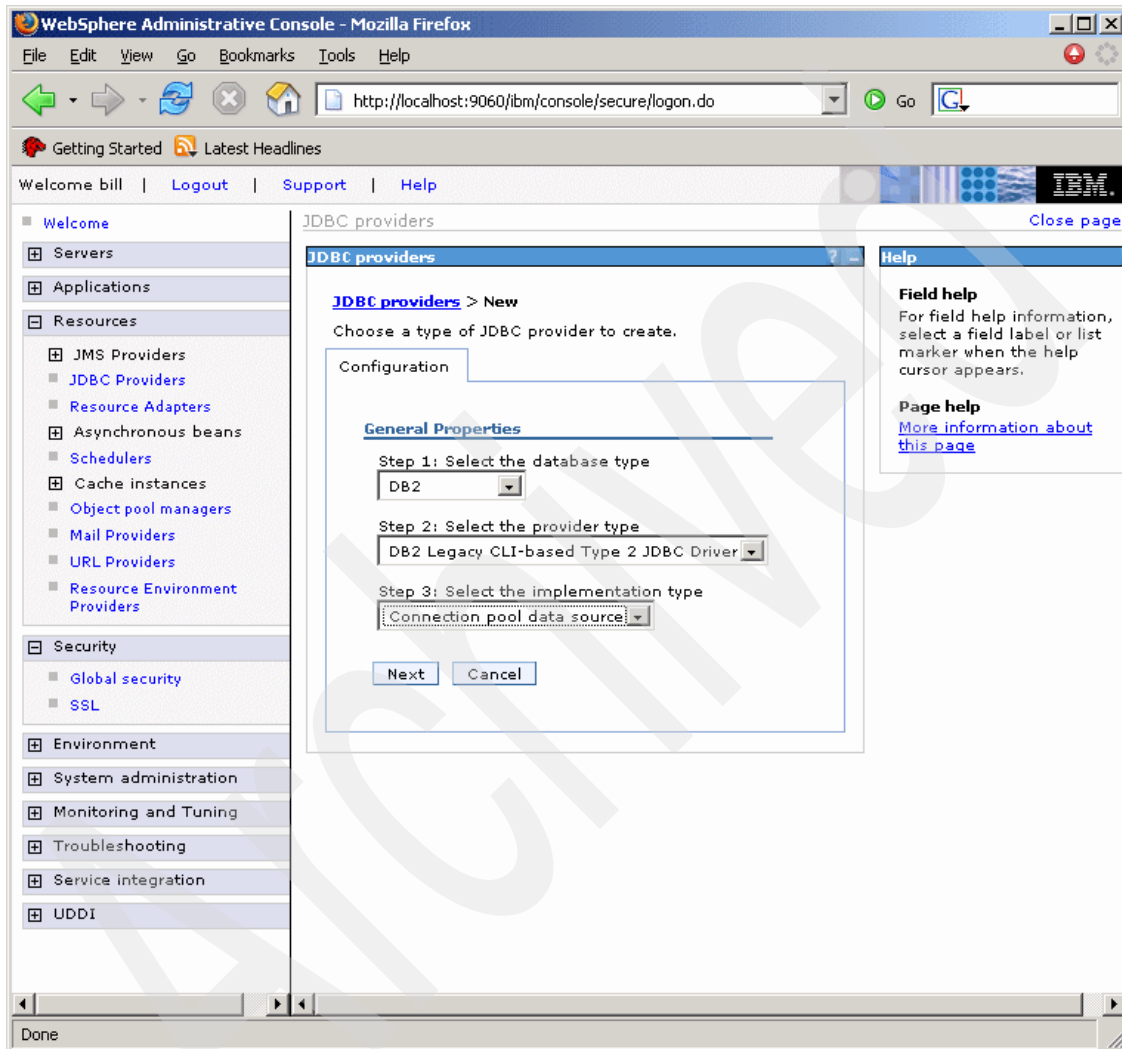 WebSphere Administrative Console - Mozilla Firefox
File Edit View Go Bookmarks Tools Help
http://localhost:9060/ibm/console/secure/logon.do Go G
Getting Started Latest Headlines
Welcome bill | Logout | Support | Help IBM.
Welcome
Servers
Applications
Resources
JMS Providers
JDBC Providers
Resource Adapters
Asynchronous beans
Schedulers
Cache instances
Object pool managers
Mail Providers
URL Providers
Resource Environment
Providers
Security
Global security
SSL
Environment
System administration
Monitoring and Tuning
Troubleshooting
Service integration
UDDI
JDBC providers Close page
JDBC providers ? -
JDBC providers > New
Choose a type of JDBC provider to create.
Configuration
General Properties
Step 1: Select the database type
DB2
Step 2: Select the provider type
DB2 Legacy CLI-based Type 2 JDBC Driver
Step 3: Select the implementation type
Connection pool data source
Next Cancel
Help
Field help
For field help information,
select a field label or list
marker when the help
cursor appears.
Page help
More information about
this page
Done
Archived